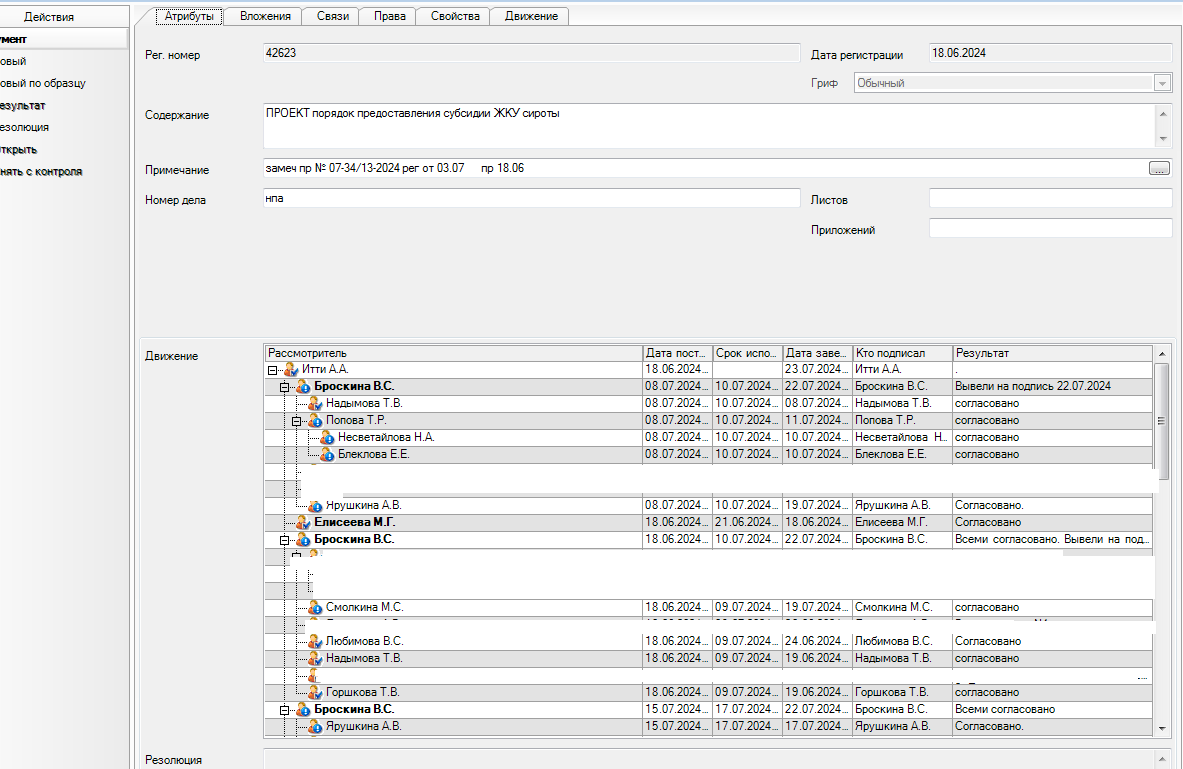 Действия
Атрибуты Вложения Связи Права Свойства Движение
умент
овый
овый по образцу
езультат
езолюция
ткрыть
нять с контроля
Рег. номер 42623 Дата регистрации 18.06.2024
Гриф Обычный
Содержание ПРОЕКТ порядок предоставления субсидии ЖКУ сироты
Примечание замеч пр № 07-34/13-2024 рег от 03.07 пр 18.06 ...
Номер дела нпа Листов
Приложений
Движение
Рассмотритель Дата пост... Срок испо... Дата заве... Кто подписал Результат
Итти А.А. 18.06.2024... 23.07.2024... Итти А.А. .
Броскина В.С. 08.07.2024... 10.07.2024... 22.07.2024... Броскина В.С. Вывели на подпись 22.07.2024
Надымова Т.В. 08.07.2024... 10.07.2024... 08.07.2024... Надымова Т.В. согласовано
Попова Т.Р. 08.07.2024... 10.07.2024... 11.07.2024... Попова Т.Р. согласовано
Несветайлова Н.А. 08.07.2024... 10.07.2024... 10.07.2024... Несветайлова Н... согласовано
Блеклова Е.Е. 08.07.2024... 10.07.2024... 10.07.2024... Блеклова Е.Е. согласовано
Ярушкина А.В. 08.07.2024... 10.07.2024... 19.07.2024... Ярушкина А.В. Согласовано.
Елисеева М.Г. 18.06.2024... 21.06.2024... 18.06.2024... Елисеева М.Г. Согласовано
Броскина В.С. 18.06.2024... 10.07.2024... 22.07.2024... Броскина В.С. Всеми согласовано. Вывели на под...
Смолкина М.С. 18.06.2024... 09.07.2024... 19.07.2024... Смолкина М.С. согласовано
Любимова В.С. 18.06.2024... 09.07.2024... 24.06.2024... Любимова В.С. Согласовано
Надымова Т.В. 18.06.2024... 09.07.2024... 19.06.2024... Надымова Т.В. согласовано
Горшкова Т.В. 18.06.2024... 09.07.2024... 19.06.2024... Горшкова Т.В. согласовано
Броскина В.С. 15.07.2024... 17.07.2024... 22.07.2024... Броскина В.С. Всеми согласовано
Ярушкина А.В. 15.07.2024... 17.07.2024... 17.07.2024... Ярушкина А.В. Согласовано.
Резолюция